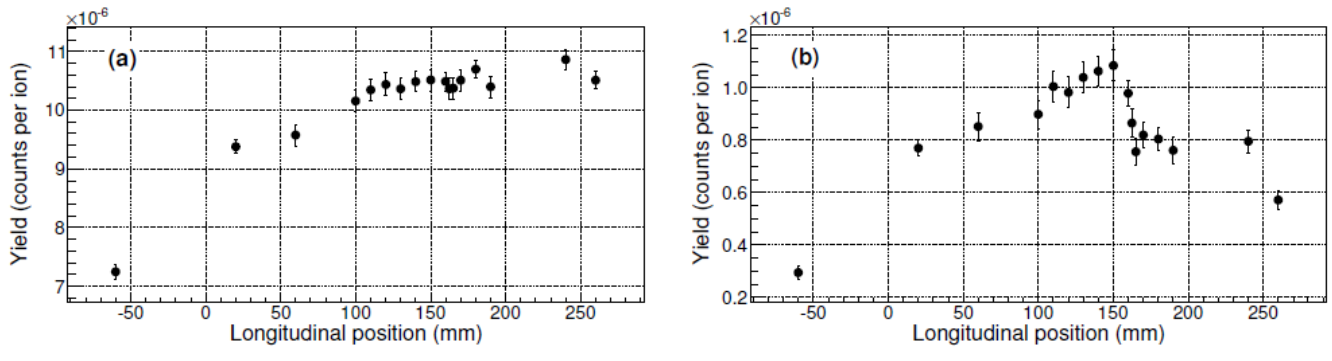 ×10⁻⁶
(a)
11
10
9
8
7
Yield (counts per ion)
-50 0 50 100 150 200 250
Longitudinal position (mm)
×10⁻⁶
(b)
1.2
1.0
0.8
0.6
0.4
0.2
Yield (counts per ion)
-50 0 50 100 150 200 250
Longitudinal position (mm)